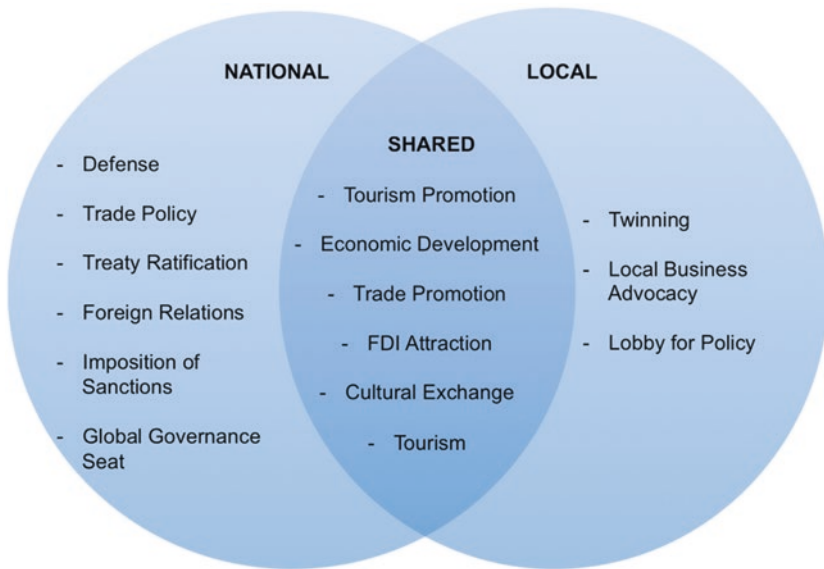 NATIONAL
- Defense
- Trade Policy
- Treaty Ratification
- Foreign Relations
- Imposition of
Sanctions
- Global Governance
Seat
SHARED
- Tourism Promotion
- Economic Development
- Trade Promotion
- FDI Attraction
- Cultural Exchange
- Tourism
LOCAL
- Twinning
- Local Business
Advocacy
- Lobby for Policy